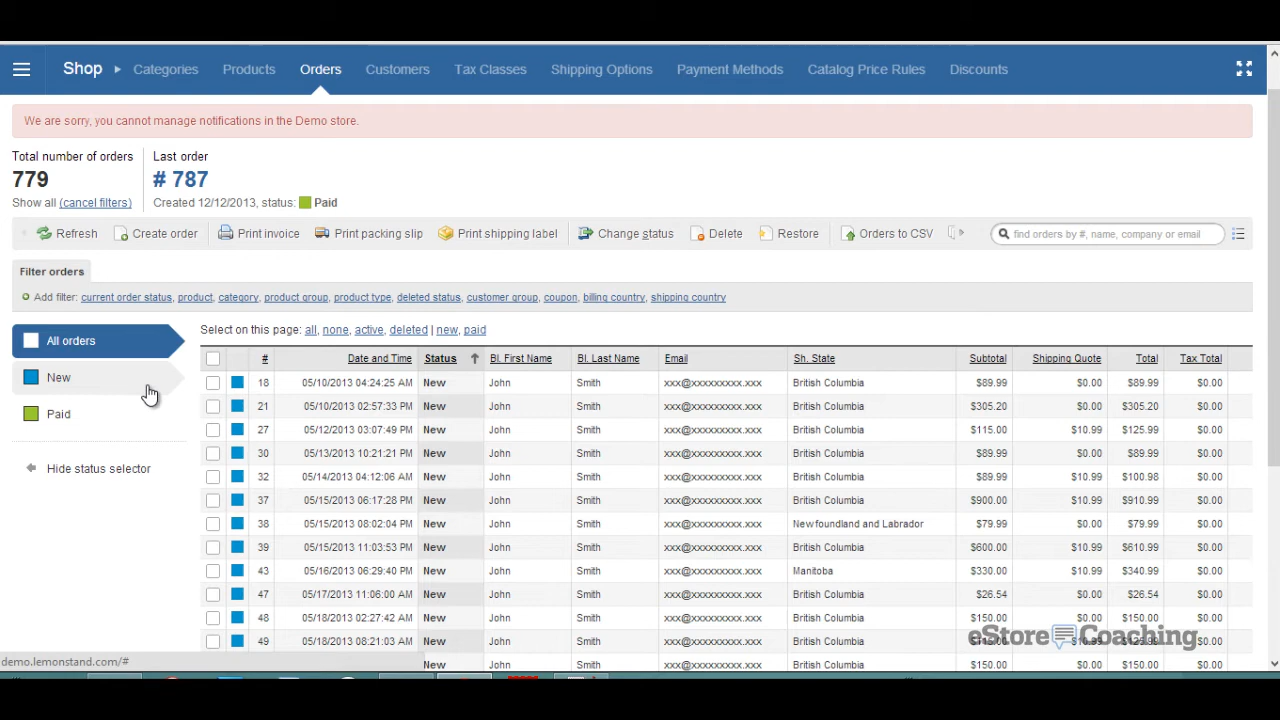 Shop Categories Products Orders Customers Tax Classes Shipping Options Payment Methods Catalog Price Rules Discounts
We are sorry, you cannot manage notifications in the Demo store.
Total number of orders Last order
779 # 787
Show all (cancel filters) Created 12/12/2013, status: Paid
Refresh Create order Print invoice Print packing slip Print shipping label Change status Delete Restore Orders to CSV find orders by #, name, company or email
Filter orders
Add filter: current order status, product, category, product group, product type, deleted status, customer group, coupon, billing country, shipping country
All orders
New
Paid
Hide status selector
Select on this page: all, none, active, deleted | new, paid
# Date and Time Status Bl. First Name Bl. Last Name Email Sh. State Subtotal Shipping Quote Total Tax Total
18 05/10/2013 04:24:25 AM New John Smith xxx@xxxxxxxxx.xxx British Columbia $89.99 $0.00 $89.99 $0.00
21 05/10/2013 02:57:33 PM New John Smith xxx@xxxxxxxxx.xxx British Columbia $305.20 $0.00 $305.20 $0.00
27 05/12/2013 03:07:49 PM New John Smith xxx@xxxxxxxxx.xxx British Columbia $115.00 $10.99 $125.99 $0.00
30 05/13/2013 10:21:21 PM New John Smith xxx@xxxxxxxxx.xxx British Columbia $89.99 $0.00 $89.99 $0.00
32 05/14/2013 04:12:06 AM New John Smith xxx@xxxxxxxxx.xxx British Columbia $89.99 $10.99 $100.98 $0.00
37 05/15/2013 06:17:28 PM New John Smith xxx@xxxxxxxxx.xxx British Columbia $900.00 $10.99 $910.99 $0.00
38 05/15/2013 08:02:04 PM New John Smith xxx@xxxxxxxxx.xxx Newfoundland and Labrador $79.99 $0.00 $79.99 $0.00
39 05/15/2013 11:03:53 PM New John Smith xxx@xxxxxxxxx.xxx British Columbia $600.00 $10.99 $610.99 $0.00
43 05/16/2013 06:29:40 PM New John Smith xxx@xxxxxxxxx.xxx Manitoba $330.00 $10.99 $340.99 $0.00
47 05/17/2013 11:06:00 AM New John Smith xxx@xxxxxxxxx.xxx British Columbia $26.54 $0.00 $26.54 $0.00
48 05/18/2013 02:27:42 AM New John Smith xxx@xxxxxxxxx.xxx British Columbia $150.00 $0.00 $150.00 $0.00
49 05/18/2013 08:21:03 AM New John Smith xxx@xxxxxxxxx.xxx British Columbia $10.99 $0.00
New John Smith xxx@xxxxxxxxx.xxx British Columbia $150.00 $0.00 $150.00 $0.00
eStore Coaching
demo.lemonstand.com/#